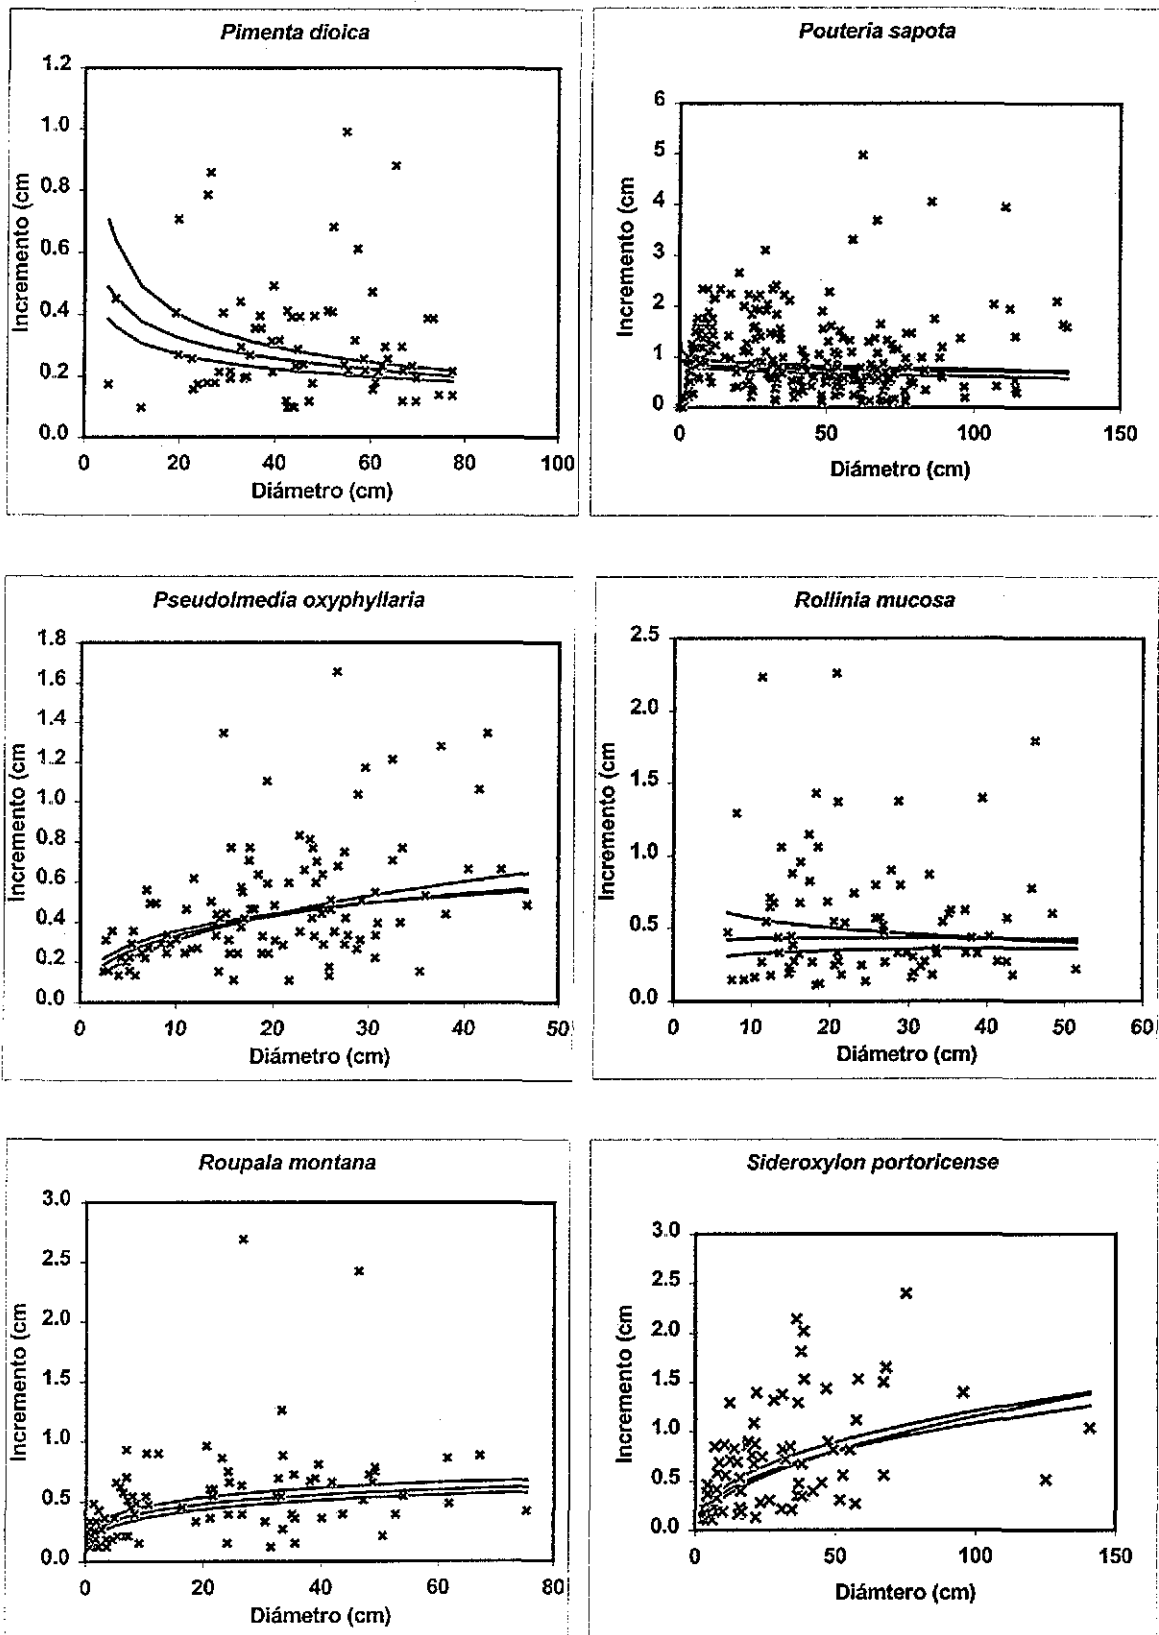 Pimenta dioica
1.2
1.0
0.8
0.6
0.4
0.2
0.0
Incremento (cm
0 20 40 60 80 100
Diámetro (cm)
Pouteria sapota
6
5
4
3
2
1
0
Incremento (cm
0 50 100 150
Diámetro (cm)
Pseudolmedia oxyphyllaria
1.8
1.6
1.4
1.2
1.0
0.8
0.6
0.4
0.2
0.0
Incremento (cm
0 10 20 30 40 50
Diámetro (cm)
Rollinia mucosa
2.5
2.0
1.5
1.0
0.5
0.0
Incremento (cm
0 10 20 30 40 50 60
Diámetro (cm)
Roupala montana
3.0
2.5
2.0
1.5
1.0
0.5
0.0
Incremento (cm
0 20 40 60 80
Diámetro (cm)
Sideroxylon portoricense
3.0
2.5
2.0
1.5
1.0
0.5
0.0
Incremento (cm
0 50 100 150
Diámtero (cm)